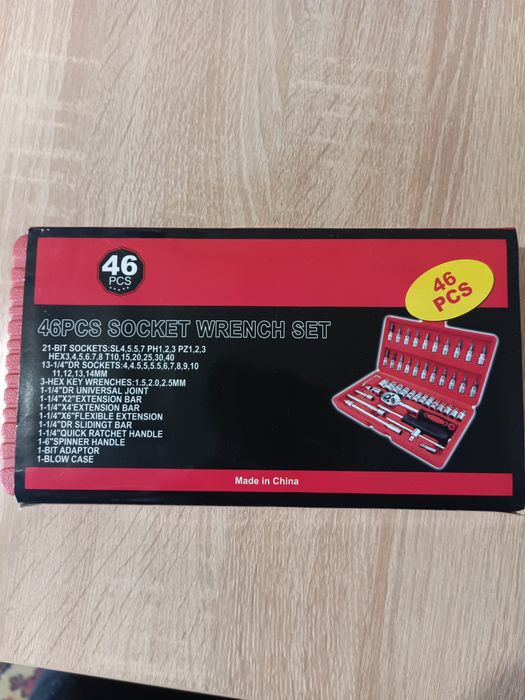 46
PCS
46
PCS
46PCS SOCKET WRENCH SET
21-BIT SOCKETS:SL4,5.5,7 PH1,2,3 PZ1,2,3
HEX3,4,5,6,7,8 T10,15,20,25,30,40
13-1/4"DR SOCKETS:4,4.5,5,5.5,6,7,8,9,10
11,12,13,14MM
3-HEX KEY WRENCHES:1.5,2.0,2.5MM
1-1/4"DR UNIVERSAL JOINT
1-1/4"X2"EXTENSION BAR
1-1/4"X4'EXTENSION BAR
1-1/4"X6"FLEXIBLE EXTENSION
1-1/4"DR SLIDINGT BAR
1-1/4"QUICK RATCHET HANDLE
1-6"SPINNER HANDLE
1-BIT ADAPTOR
1-BLOW CASE
Made in China